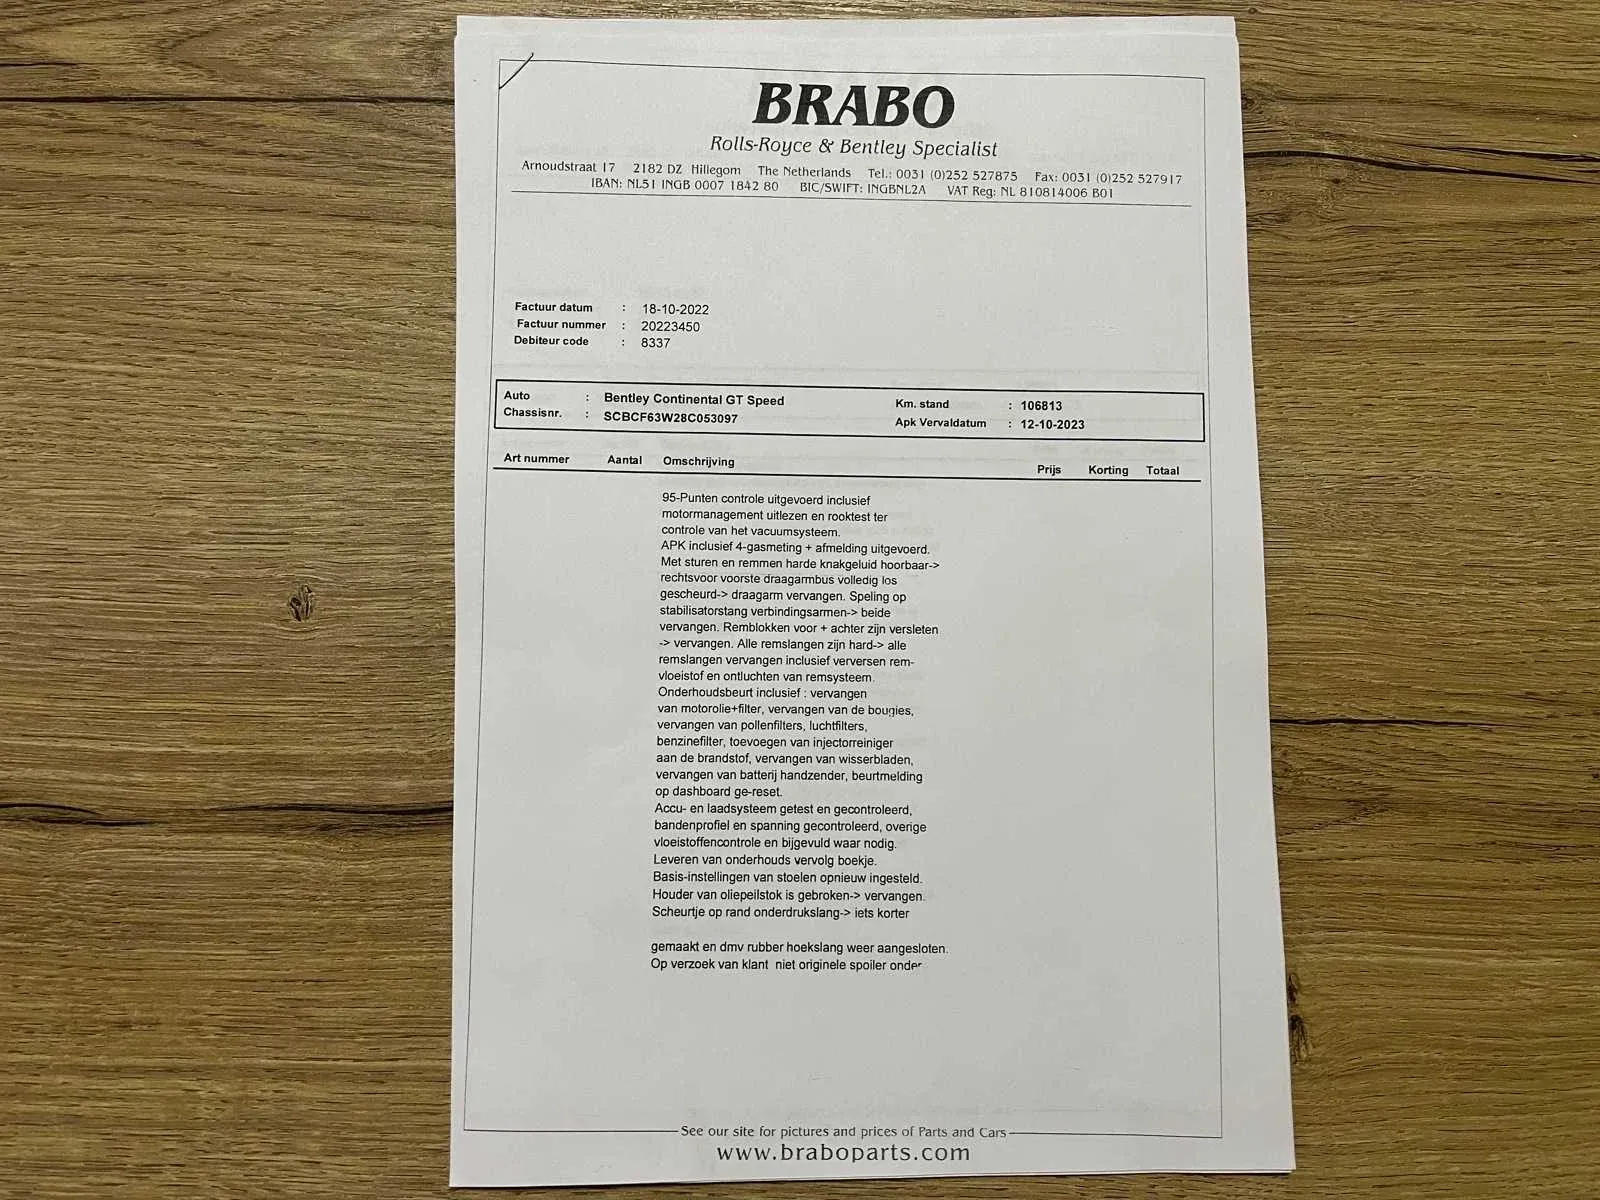 BRABO
Rolls-Royce & Bentley Specialist
Arnoudstraat 17 2182 DZ Hillegom The Netherlands Tel.: 0031 (0)252 527875 Fax: 0031 (0)252 527917
IBAN: NL51 INGB 0007 1842 80 BIC/SWIFT: INGBNL2A VAT Reg: NL 810814006 B01
Factuur datum : 18-10-2022
Factuur nummer : 20223450
Debiteur code : 8337
Auto : Bentley Continental GT Speed Km. stand : 106813
Chassisnr. : SCBCF63W28C053097 Apk Vervaldatum : 12-10-2023
Art nummer Aantal Omschrijving Prijs Korting Totaal
95-Punten controle uitgevoerd inclusief
motormanagement uitlezen en rooktest ter
controle van het vacuumsysteem.
APK inclusief 4-gasmeting + afmelding uitgevoerd.
Met sturen en remmen harde knakgeluid hoorbaar->
rechtsvoor voorste draagarmbus volledig los
gescheurd-> draagarm vervangen. Speling op
stabilisatorstang verbindingsarmen-> beide
vervangen. Remblokken voor + achter zijn versleten
-> vervangen. Alle remslangen zijn hard-> alle
remslangen vervangen inclusief verversen rem-
vloeistof en ontluchten van remsysteem.
Onderhoudsbeurt inclusief : vervangen
van motorolie+filter, vervangen van de bougies,
vervangen van pollenfilters, luchtfilters,
benzinefilter, toevoegen van injectorreiniger
aan de brandstof, vervangen van wisserbladen,
vervangen van batterij handzender, beurtmelding
op dashboard ge-reset.
Accu- en laadsysteem getest en gecontroleerd,
bandenprofiel en spanning gecontroleerd, overige
vloeistoffencontrole en bijgevuld waar nodig.
Leveren van onderhouds vervolg boekje.
Basis-instellingen van stoelen opnieuw ingesteld.
Houder van oliepeilstok is gebroken-> vervangen.
Scheurtje op rand onderdrukslang-> iets korter
gemaakt en dmv rubber hoekslang weer aangesloten.
Op verzoek van klant niet originele spoiler onder
See our site for pictures and prices of Parts and Cars
www.braboparts.com